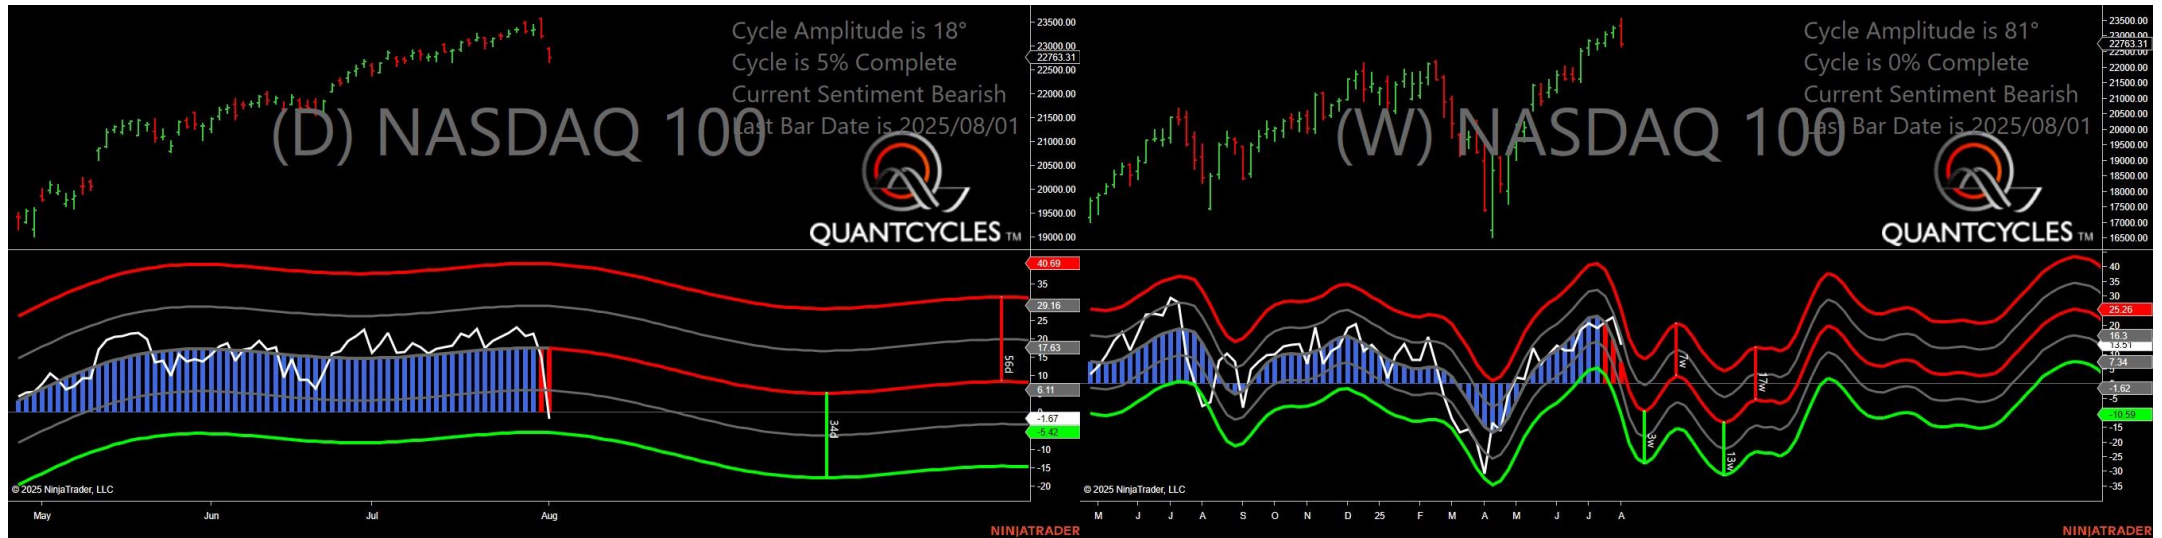 Cycle Amplitude is 18°
Cycle is 5% Complete
Current Sentiment Bearish
Last Bar Date is 2025/08/01
(D) NASDAQ 100
QUANTCYCLES TM
23500.00
23000.00
22763.31
22500.00
22000.00
21500.00
21000.00
20500.00
20000.00
19500.00
19000.00
40.69
35
29.16
25
20
17.63
15
10
6.11
-1.67
-5.42
-10
-15
-20
56d
34d
© 2025 NinjaTrader, LLC
May Jun Jul Aug
NINJATRADER
Cycle Amplitude is 81°
Cycle is 0% Complete
Current Sentiment Bearish
Last Bar Date is 2025/08/01
(W) NASDAQ 100
QUANTCYCLES TM
23500.00
23000.00
22763.31
22500.00
22000.00
21500.00
21000.00
20500.00
20000.00
19500.00
19000.00
18500.00
18000.00
17500.00
17000.00
16500.00
40
35
30
25.26
20
16.3
13.51
7.34
-1.62
-5
-10.59
-15
-20
-25
-30
-35
7w
17w
3w
13w
© 2025 NinjaTrader, LLC
M J J A S O N D 25 F M A M J J A
NINJATRADER